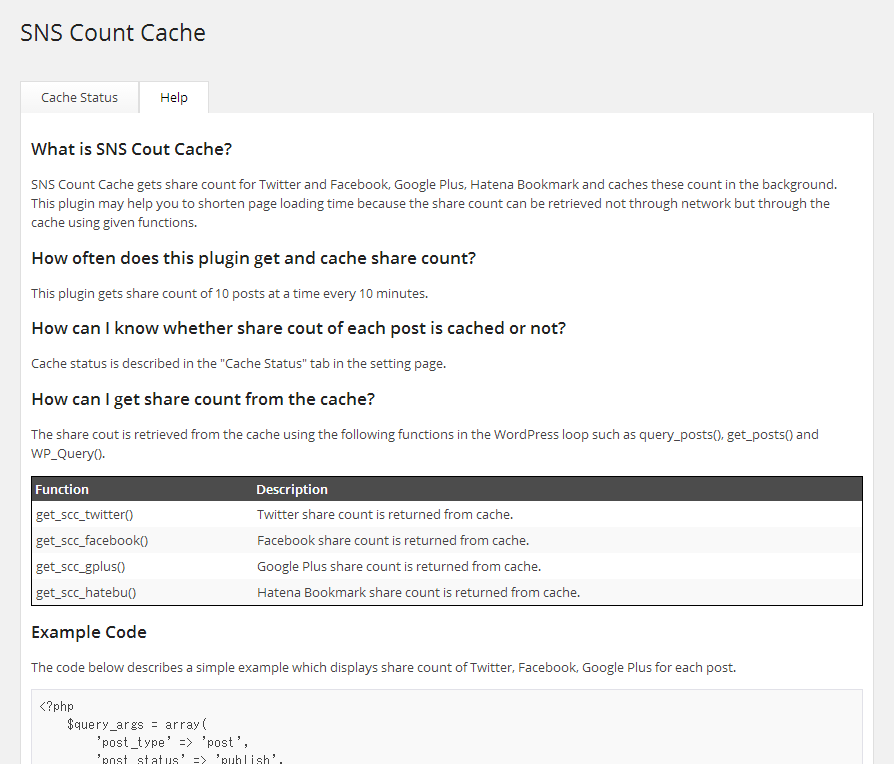 SNS Count Cache
Cache Status
Help
What is SNS Cout Cache?
SNS Count Cache gets share count for Twitter and Facebook, Google Plus, Hatena Bookmark and caches these count in the background.
This plugin may help you to shorten page loading time because the share count can be retrieved not through network but through the
cache using given functions.
How often does this plugin get and cache share count?
This plugin gets share count of 10 posts at a time every 10 minutes.
How can I know whether share cout of each post is cached or not?
Cache status is described in the "Cache Status" tab in the setting page.
How can I get share count from the cache?
The share cout is retrieved from the cache using the following functions in the WordPress loop such as query_posts(), get_posts() and
WP_Query().
Function Description
get_scc_twitter() Twitter share count is returned from cache.
get_scc_facebook() Facebook share count is returned from cache.
get_scc_gplus() Google Plus share count is returned from cache.
get_scc_hatebu() Hatena Bookmark share count is returned from cache.
Example Code
The code below describes a simple example which displays share count of Twitter, Facebook, Google Plus for each post.
<?php
$query_args = array(
'post_type' => 'post',
'post_status' => 'publish',